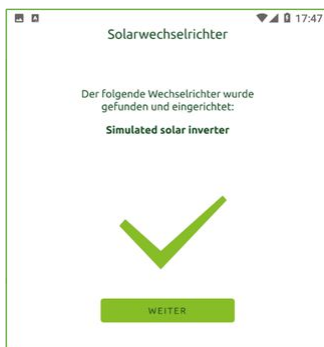 17:47
Solarwechselrichter
Der folgende Wechselrichter wurde
gefunden und eingerichtet:
Simulated solar inverter
WEITER